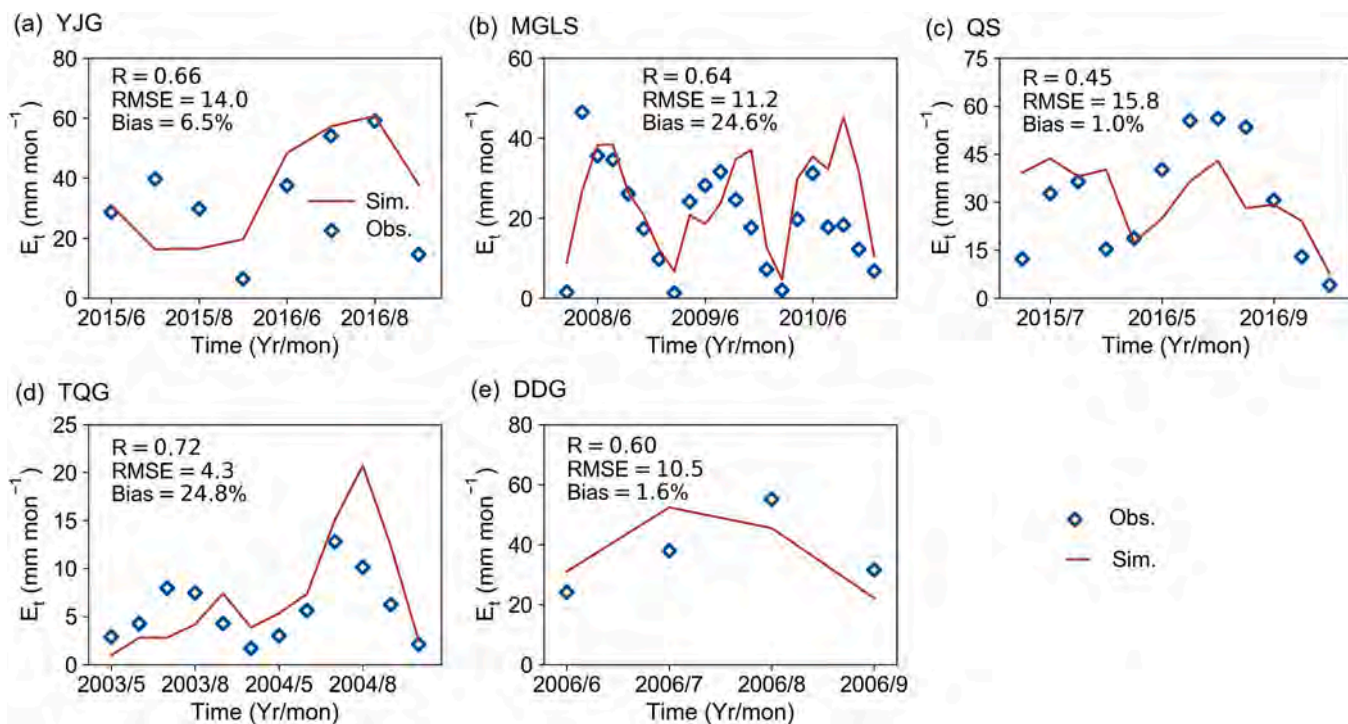 (a) YJG
80
60
40
20
0
E_t (mm mon⁻¹)
R = 0.66
RMSE = 14.0
Bias = 6.5%
Sim.
Obs.
2015/6 2015/8 2016/6 2016/8
Time (Yr/mon)
(b) MGLS
60
40
20
0
E_t (mm mon⁻¹)
R = 0.64
RMSE = 11.2
Bias = 24.6%
2008/6 2009/6 2010/6
Time (Yr/mon)
(c) QS
75
60
45
30
15
0
E_t (mm mon⁻¹)
R = 0.45
RMSE = 15.8
Bias = 1.0%
2015/7 2016/5 2016/9
Time (Yr/mon)
(d) TQG
25
20
15
10
5
0
E_t (mm mon⁻¹)
R = 0.72
RMSE = 4.3
Bias = 24.8%
2003/5 2003/8 2004/5 2004/8
Time (Yr/mon)
(e) DDG
80
60
40
20
0
E_t (mm mon⁻¹)
R = 0.60
RMSE = 10.5
Bias = 1.6%
2006/6 2006/7 2006/8 2006/9
Time (Yr/mon)
Obs.
Sim.